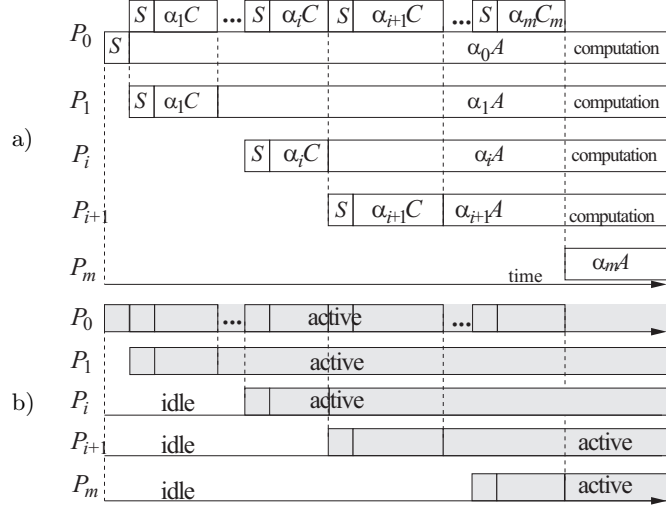 S α₁C ... S αᵢC S αᵢ₊₁C ... S αₘCₘ
P₀ S α₀A computation
P₁ S α₁C α₁A computation
a)
Pᵢ S αᵢC αᵢA computation
Pᵢ₊₁ S αᵢ₊₁C αᵢ₊₁A computation
Pₘ αₘA
time
P₀ ... active ...
P₁ active
b)
Pᵢ idle active
Pᵢ₊₁ idle active
Pₘ idle active